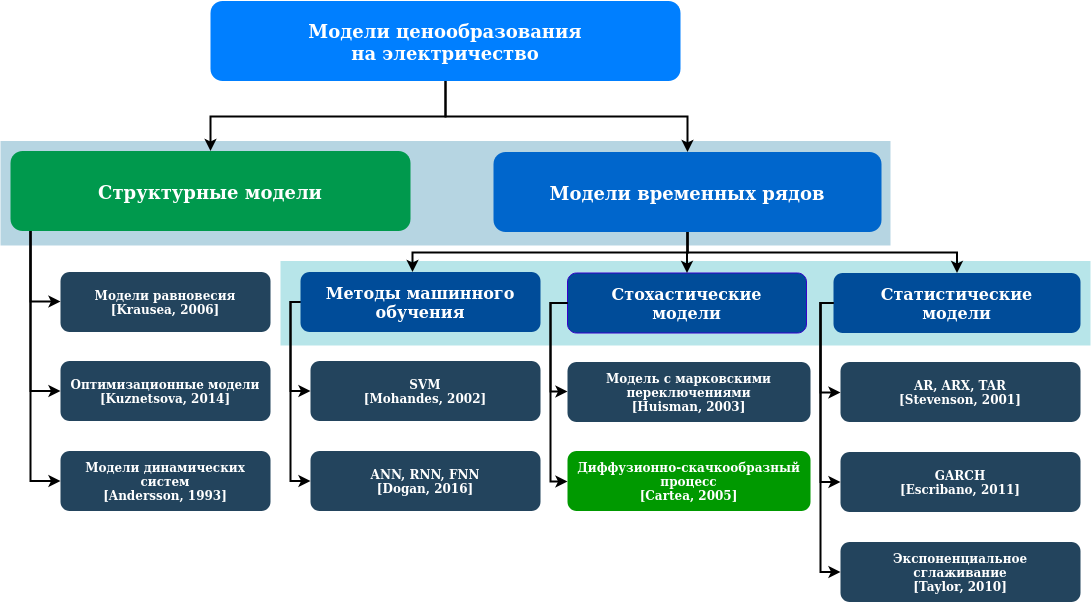 Модели ценообразования
на электричество
Структурные модели
Модели временных рядов
Модели равновесия
[Krausea, 2006]
Оптимизационные модели
[Kuznetsova, 2014]
Модели динамических
систем
[Andersson, 1993]
Методы машинного
обучения
SVM
[Mohandes, 2002]
ANN, RNN, FNN
[Dogan, 2016]
Стохастические
модели
Модель с марковскими
переключениями
[Huisman, 2003]
Диффузионно-скачкообразный
процесс
[Cartea, 2005]
Статистические
модели
AR, ARX, TAR
[Stevenson, 2001]
GARCH
[Escribano, 2011]
Экспоненциальное
сглаживание
[Taylor, 2010]